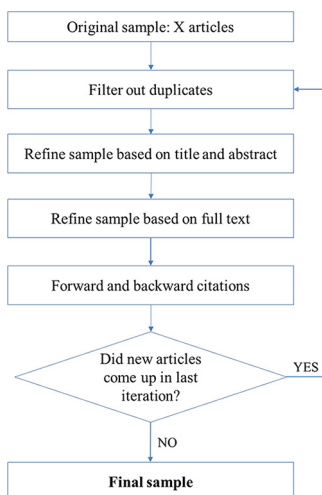 Original sample: X articles
Filter out duplicates
Refine sample based on title and abstract
Refine sample based on full text
Forward and backward citations
Did new articles
come up in last
iteration?
YES
NO
Final sample